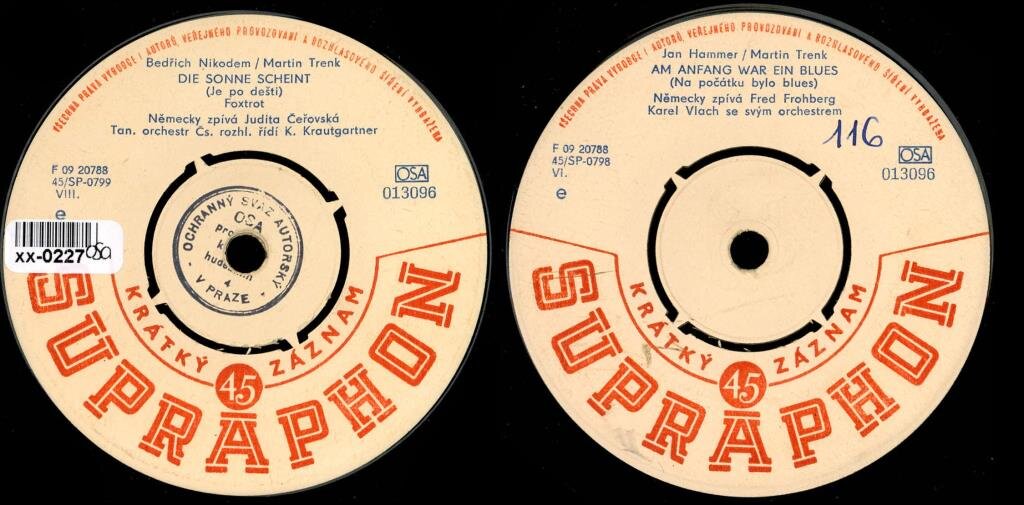 VŠECHNA PRÁVA VÝROBCE I AUTORŮ, VEŘEJNÉHO PROVOZOVÁNÍ A ROZHLASOVÉHO ŠÍŘENÍ VYHRAZENA
Bedřich Nikodem / Martin Trenk
DIE SONNE SCHEINT
(Je po dešti)
Foxtrot
Německy zpívá Judita Čeřovská
Tan. orchestr Čs. rozhl. řídí K. Krautgartner
F 09 20788
45/SP-0799
VIII.
e
OSA
013096
xx-0227
osa
OCHRANNÝ SVAZ AUTORSKÝ
OSA
4
V PRAZE
KRÁTKÝ 45 ZÁZNAM
SUPRAPHON
VŠECHNA PRÁVA VÝROBCE I AUTORŮ, VEŘEJNÉHO PROVOZOVÁNÍ A ROZHLASOVÉHO ŠÍŘENÍ VYHRAZENA
Jan Hammer / Martin Trenk
AM ANFANG WAR EIN BLUES
(Na počátku bylo blues)
Německy zpívá Fred Frohberg
Karel Vlach se svým orchestrem
116
F 09 20788
45/SP-0798
VI.
e
OSA
013096
KRÁTKÝ 45 ZÁZNAM
SUPRAPHON